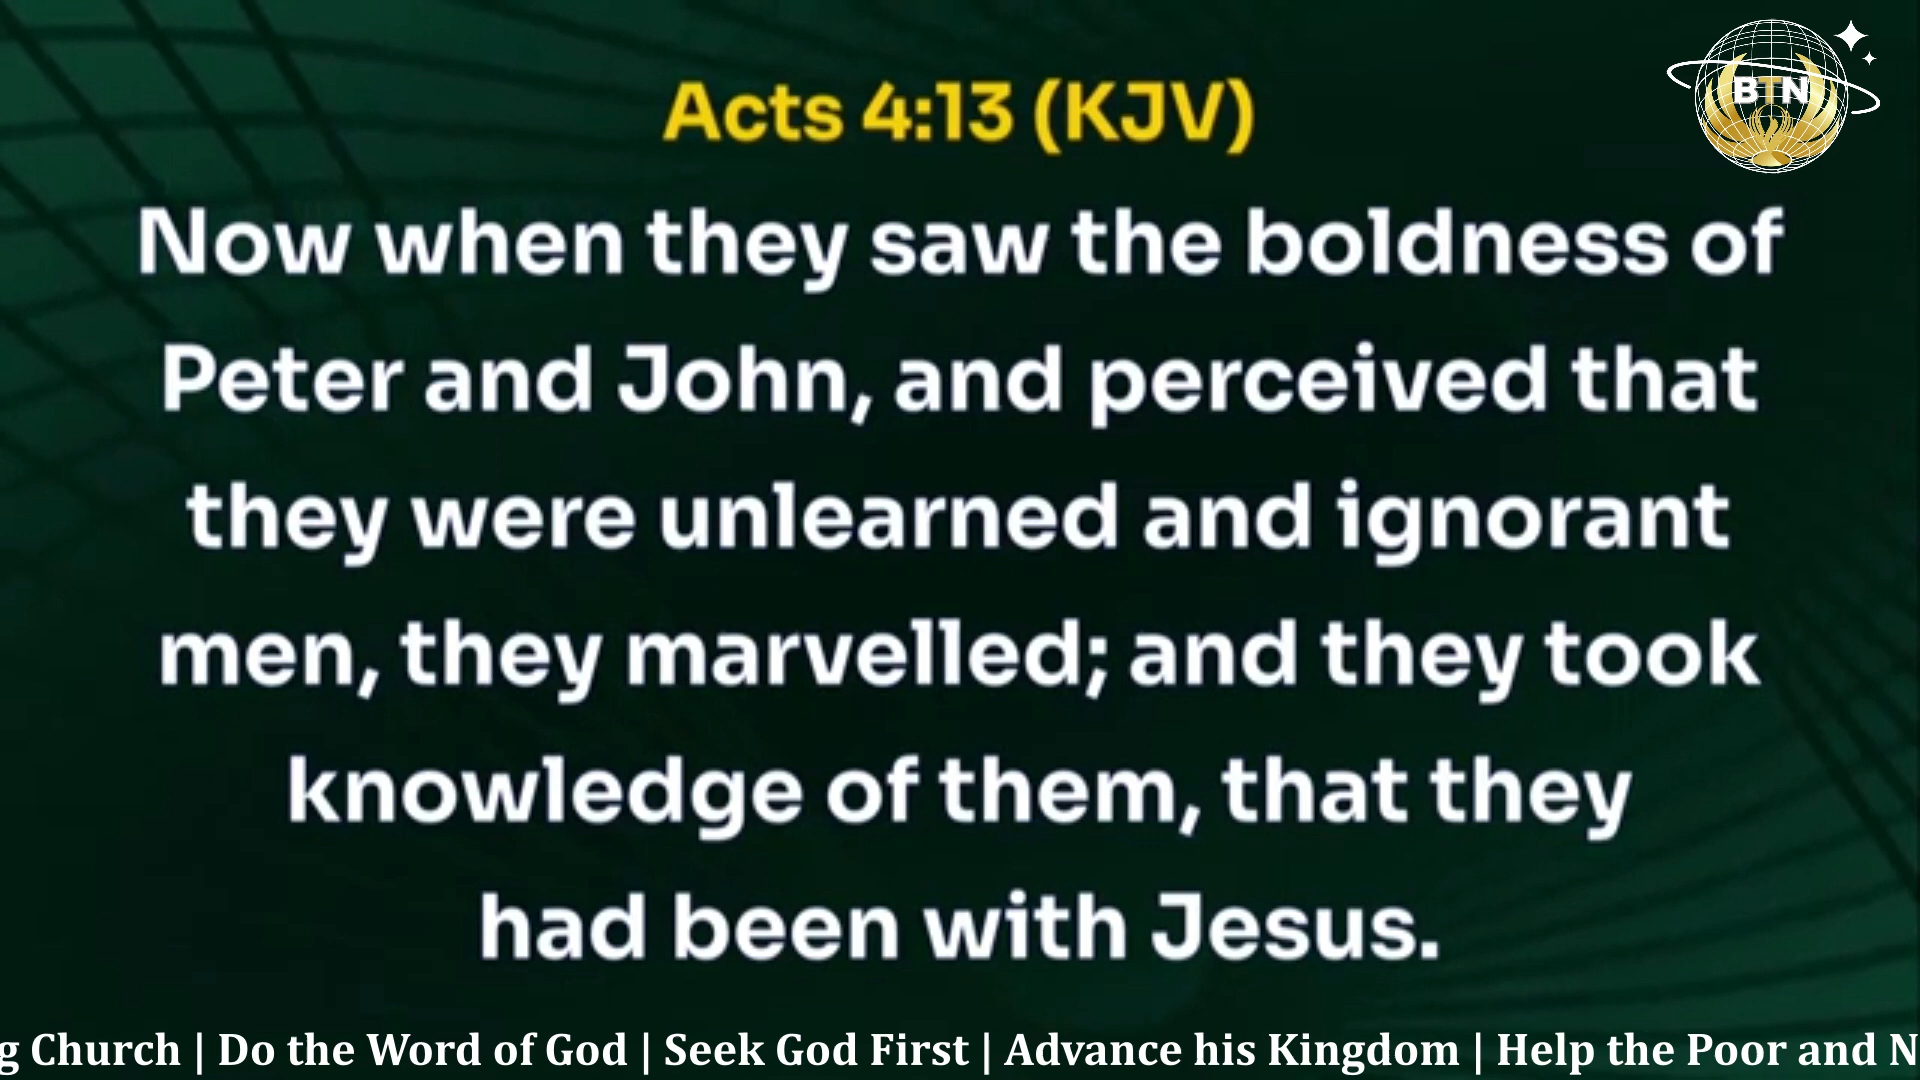 BTN
Acts 4:13 (KJV)
Now when they saw the boldness of
Peter and John, and perceived that
they were unlearned and ignorant
men, they marvelled; and they took
knowledge of them, that they
had been with Jesus.
g Church | Do the Word of God | Seek God First | Advance his Kingdom | Help the Poor and N